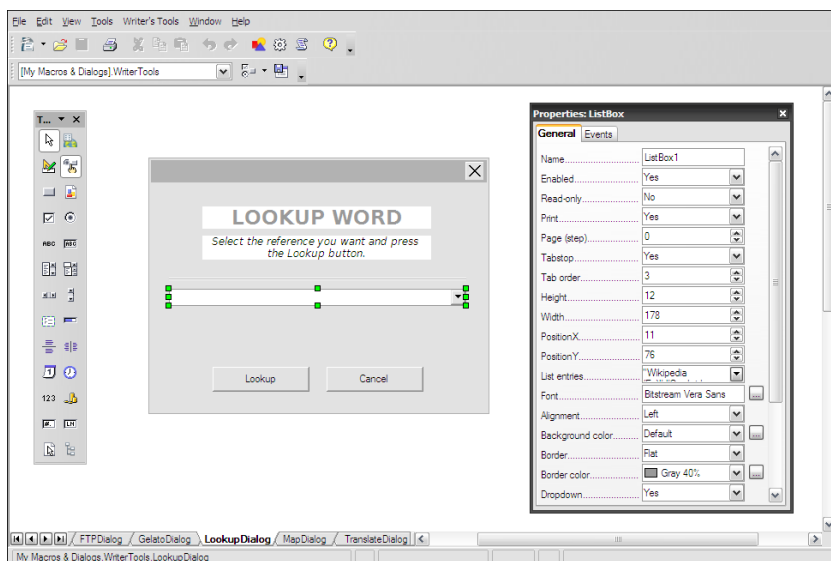 File Edit View Tools Writer's Tools Window Help
[My Macros & Dialogs].WriterTools
T...
ABC
123
Properties: ListBox
General Events
Name ListBox1
Enabled Yes
Read-only No
Print Yes
Page (step) 0
Tabstop Yes
Tab order 3
Height 12
Width 178
PositionX 11
PositionY 76
List entries "Wikipedia
Font Bitstream Vera Sans
Alignment Left
Background color Default
Border Flat
Border color Gray 40%
Dropdown Yes
LOOKUP WORD
Select the reference you want and press
the Lookup button.
Lookup Cancel
FTPDialog GelatoDialog LookupDialog MapDialog TranslateDialog
My Macros & Dialogs.WriterTools.LookupDialog